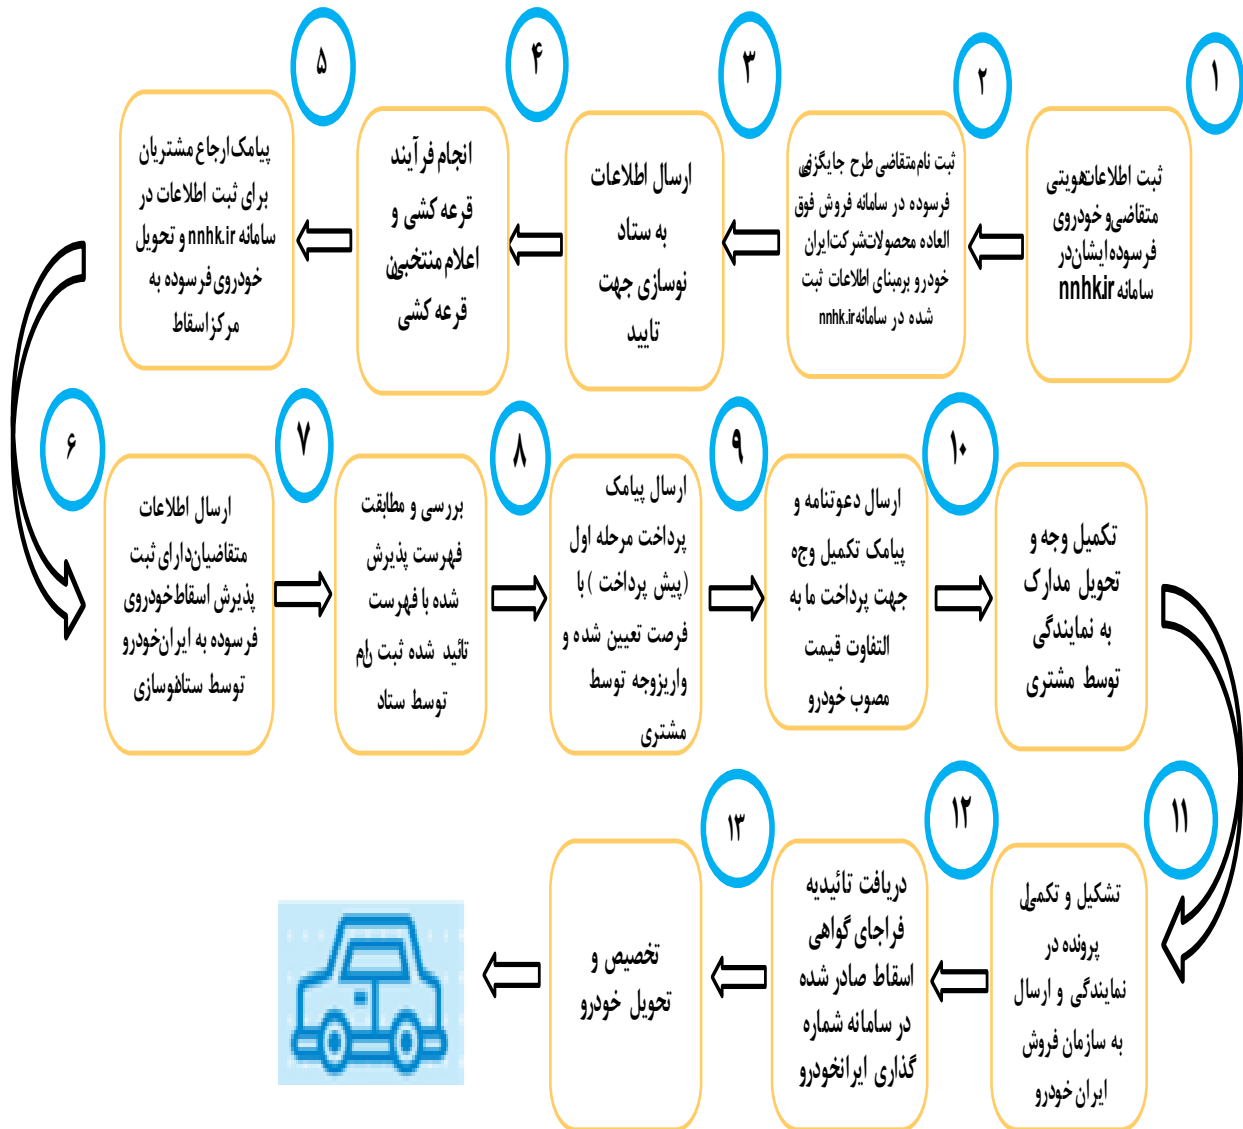 ۱
ثبت اطلاعات هویتی
متقاضی و خودروی
فرسوده ایشان در
سامانه nnhk.ir
۲
ثبت نام متقاضی طرح جایگزینی
فرسوده در سامانه فروش فوق
العاده محصولات شرکت ایران
خودرو برمبنای اطلاعات ثبت
شده در سامانه nnhk.ir
۳
ارسال اطلاعات
به ستاد
نوسازی جهت
تایید
۴
انجام فرآیند
قرعه کشی و
اعلام منتخبین
قرعه کشی
۵
پیامک ارجاع مشتریان
برای ثبت اطلاعات در
سامانه nnhk.ir و تحویل
خودروی فرسوده به
مرکز اسقاط
۶
ارسال اطلاعات
متقاضیان دارای ثبت
پذیرش اسقاط خودروی
فرسوده به ایران خودرو
توسط ستاد نوسازی
۷
بررسی و مطابقت
فهرست پذیرش
شده با فهرست
تائید شده ثبت نام
توسط ستاد
۸
ارسال پیامک
پرداخت مرحله اول
(پیش پرداخت ) با
فرصت تعیین شده و
واریزوجه توسط
مشتری
۹
ارسال دعوتنامه و
پیامک تکمیل وجه
جهت پرداخت ما به
التفاوت قیمت
مصوب خودرو
۱۰
تکمیل وجه و
تحویل مدارک
به نمایندگی
توسط مشتری
۱۱
تشکیل و تکمیل
پرونده در
نمایندگی و ارسال
به سازمان فروش
ایران خودرو
۱۲
دریافت تائیدیه
فراجای گواهی
اسقاط صادر شده
در سامانه شماره
گذاری ایرانخودرو
۱۳
تخصیص و
تحویل خودرو